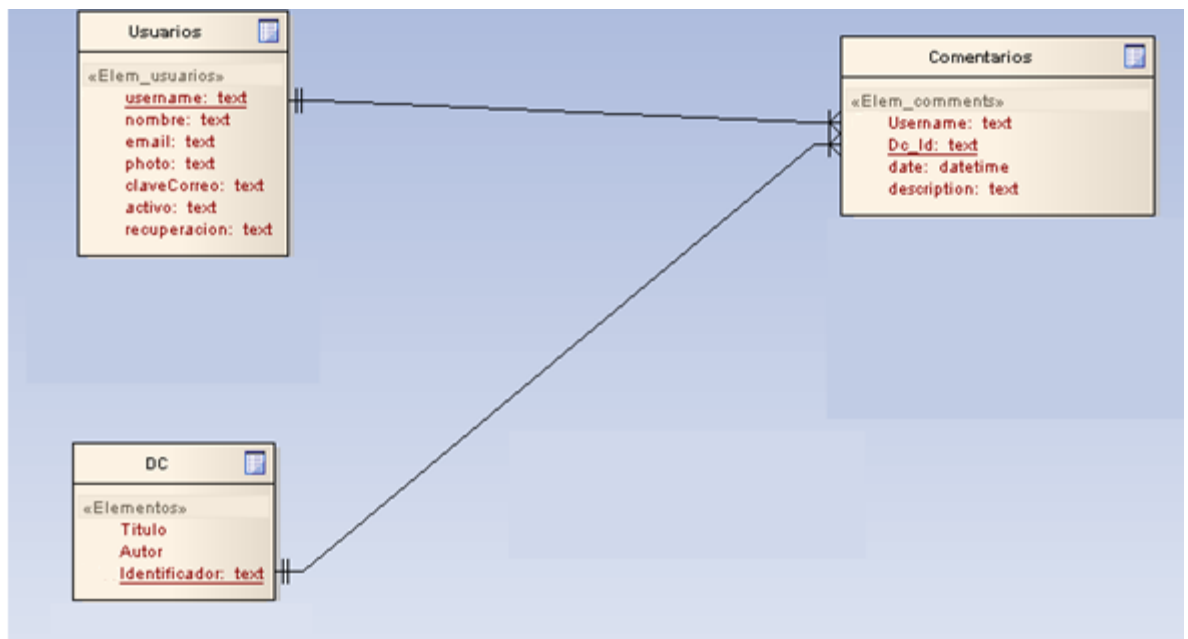 Usuarios
«Elem_usuarios»
username: text
nombre: text
email: text
photo: text
claveCorreo: text
activo: text
recuperacion: text
Comentarios
«Elem_comments»
Username: text
Dc_Id: text
date: datetime
description: text
DC
«Elementos»
Titulo
Autor
Identificador: text